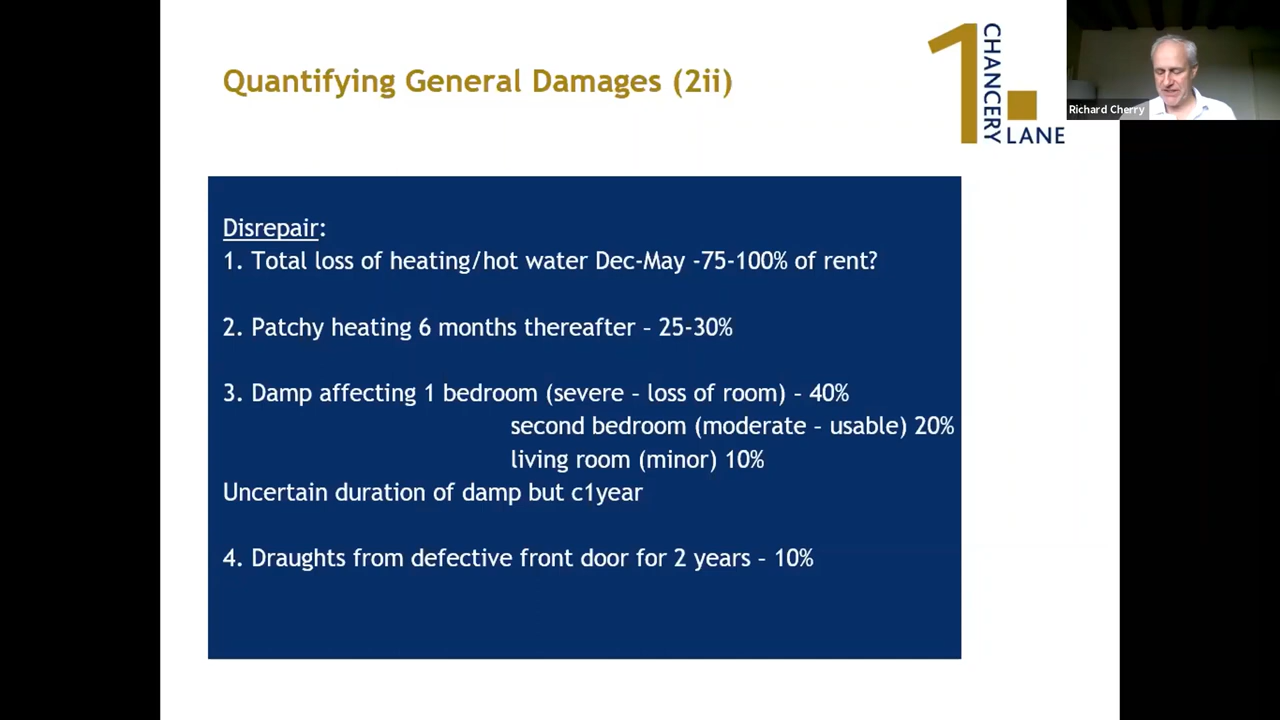 Quantifying General Damages (2ii)
1 CHANCERY LANE
Richard Cherry
Disrepair:
1. Total loss of heating/hot water Dec-May -75-100% of rent?
2. Patchy heating 6 months thereafter – 25-30%
3. Damp affecting 1 bedroom (severe – loss of room) – 40%
second bedroom (moderate – usable) 20%
living room (minor) 10%
Uncertain duration of damp but c1year
4. Draughts from defective front door for 2 years – 10%